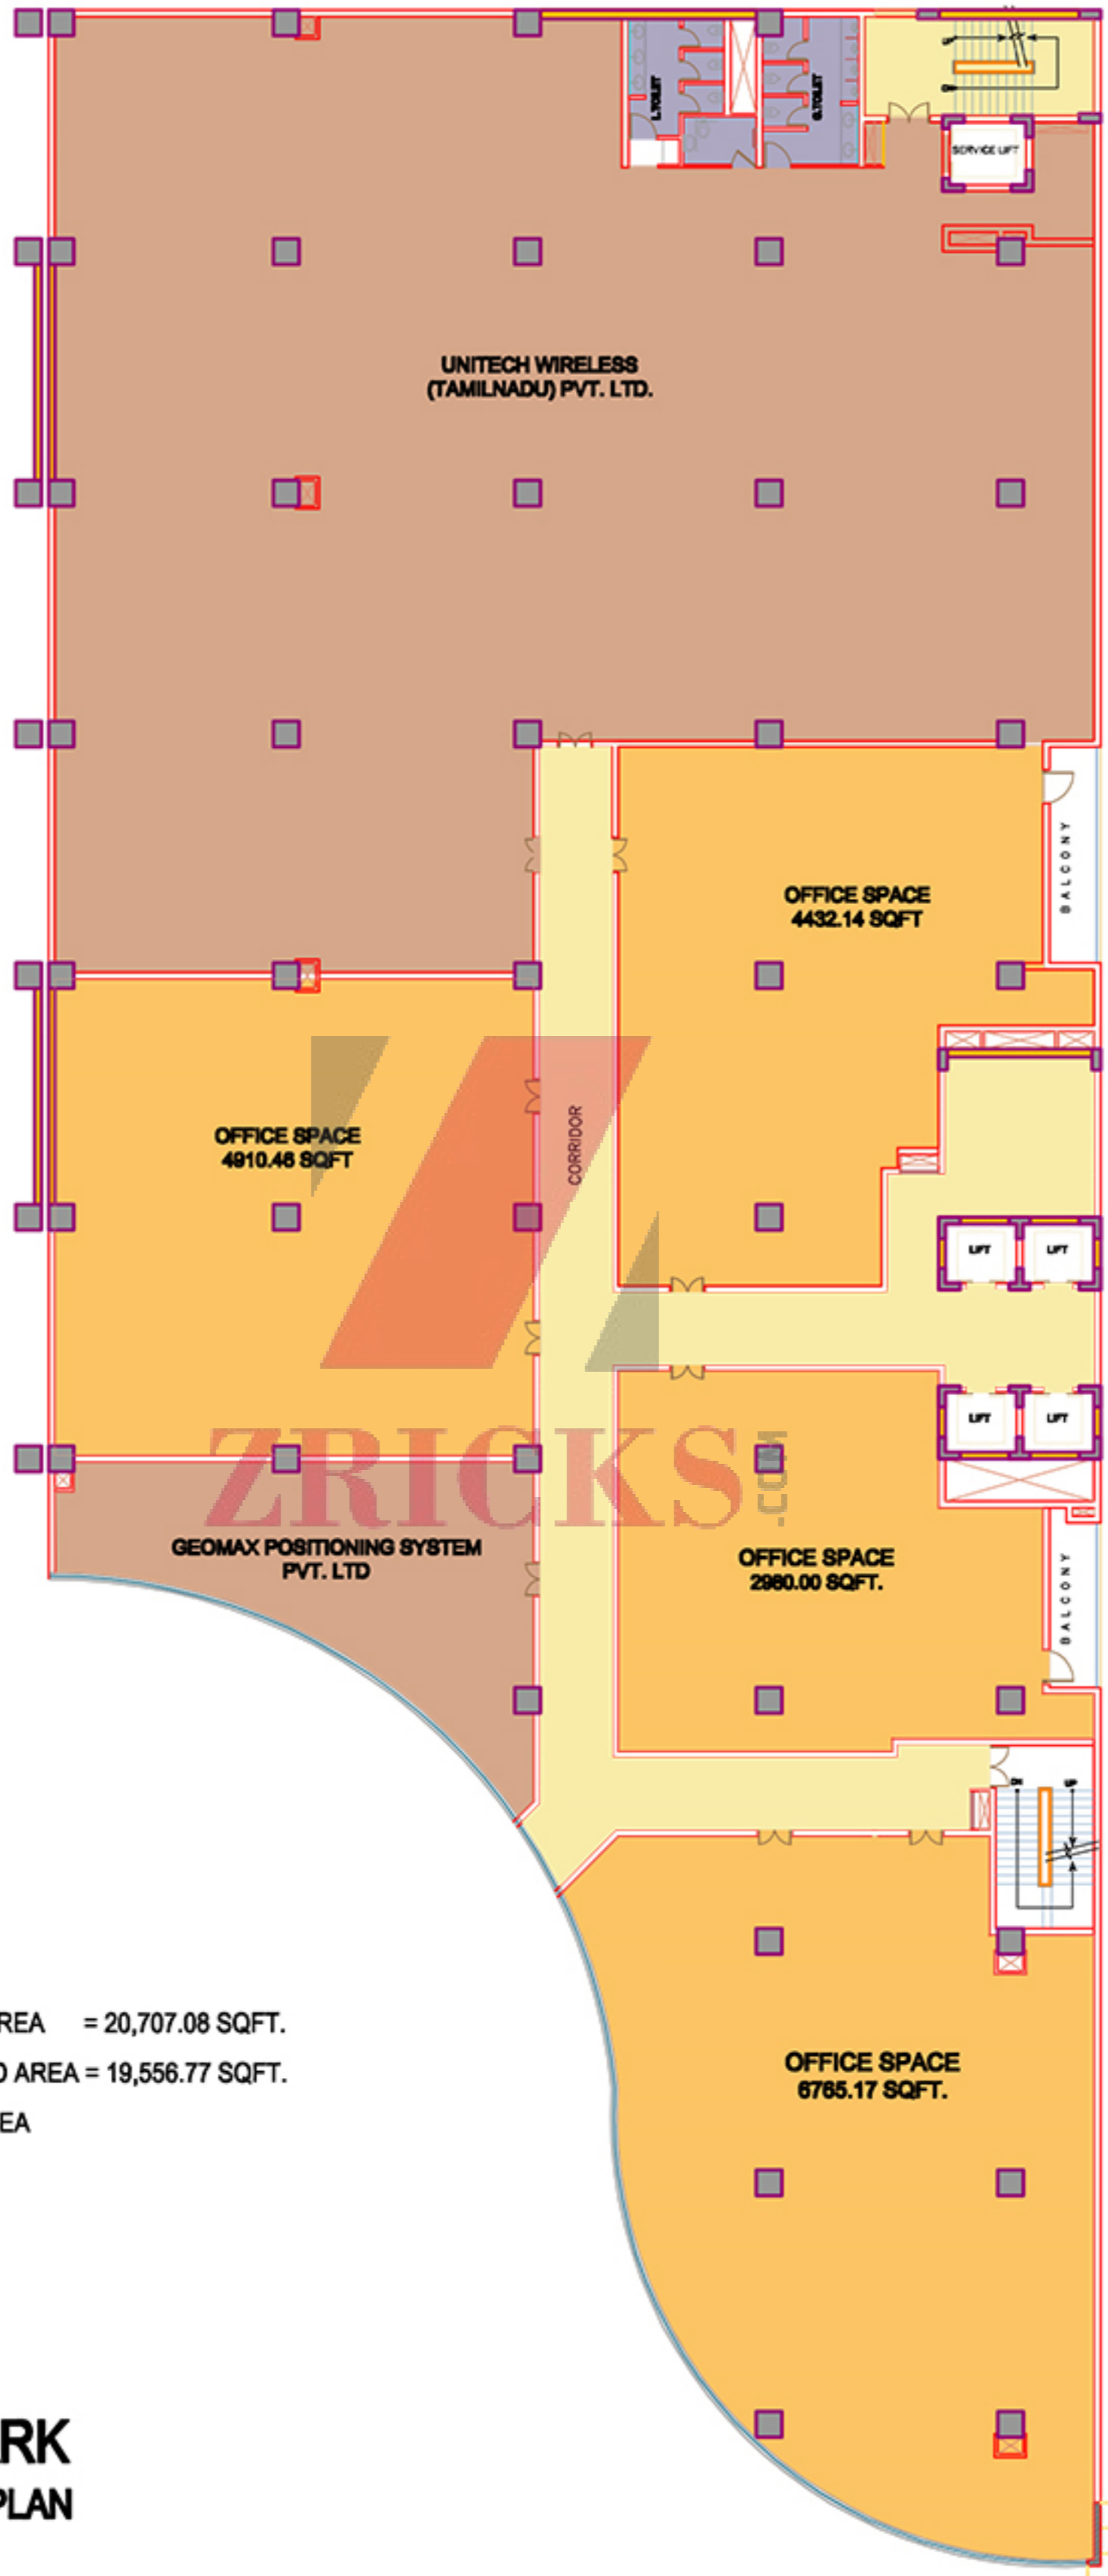 L.TOILET
G.TOILET
UP
DN
SERVICE LIFT
UNITECH WIRELESS
(TAMILNADU) PVT. LTD.
OFFICE SPACE
4432.14 SQFT
BALCONY
OFFICE SPACE
4910.46 SQFT
CORRIDOR
LIFT
LIFT
LIFT
LIFT
ZRICKS
.COM
GEOMAX POSITIONING SYSTEM
PVT. LTD
OFFICE SPACE
2980.00 SQFT.
BALCONY
DN
UP
REA = 20,707.08 SQFT.
D AREA = 19,556.77 SQFT.
EA
OFFICE SPACE
6765.17 SQFT.
RK
PLAN